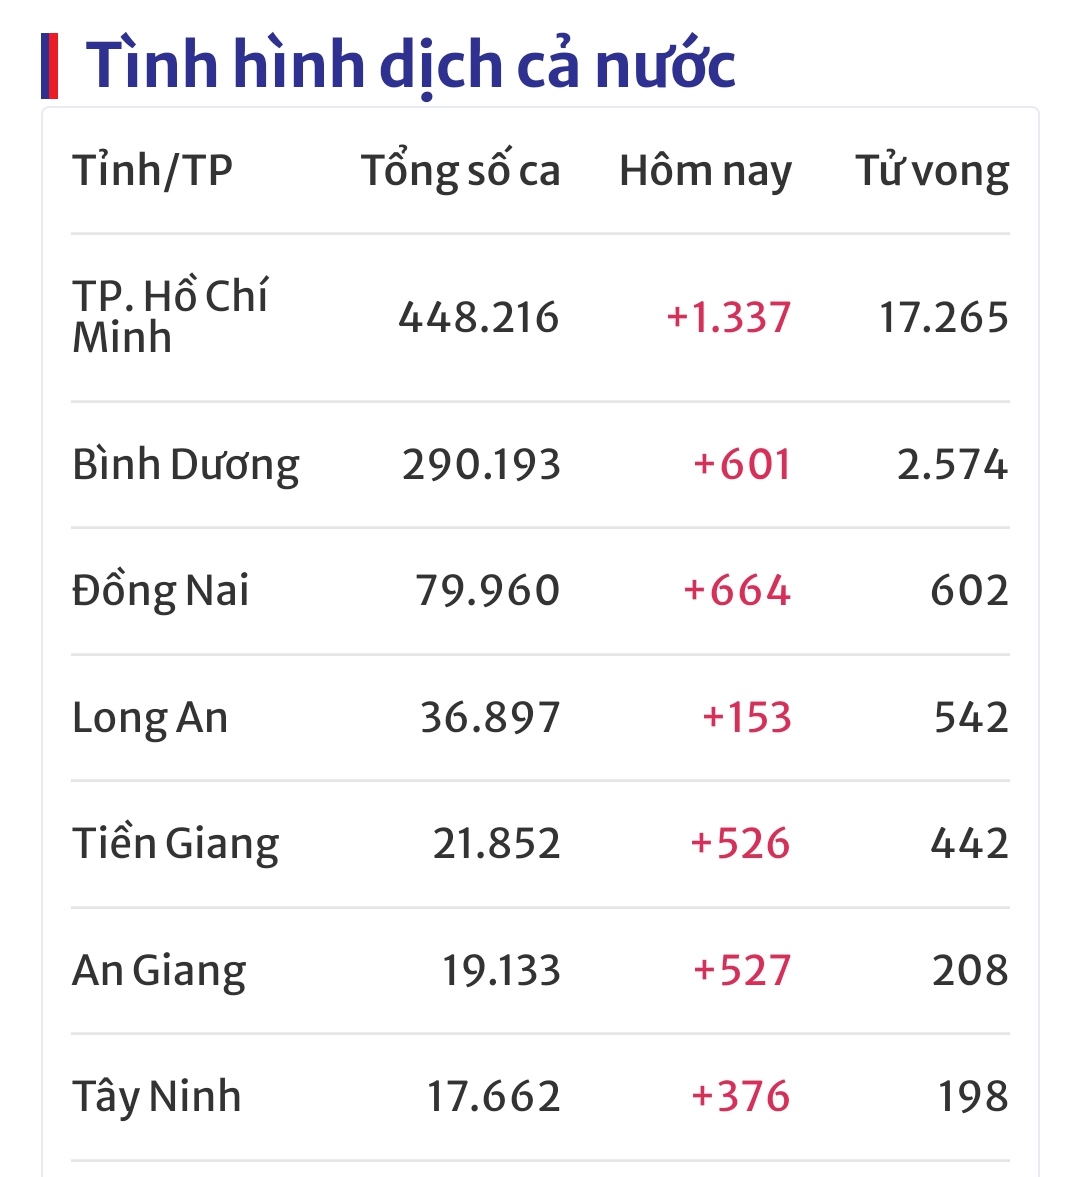 Tình hình dịch cả nước
Tỉnh/TP Tổng số ca Hôm nay Tử vong
TP. Hồ Chí
Minh 448.216 +1.337 17.265
Bình Dương 290.193 +601 2.574
Đồng Nai 79.960 +664 602
Long An 36.897 +153 542
Tiền Giang 21.852 +526 442
An Giang 19.133 +527 208
Tây Ninh 17.662 +376 198